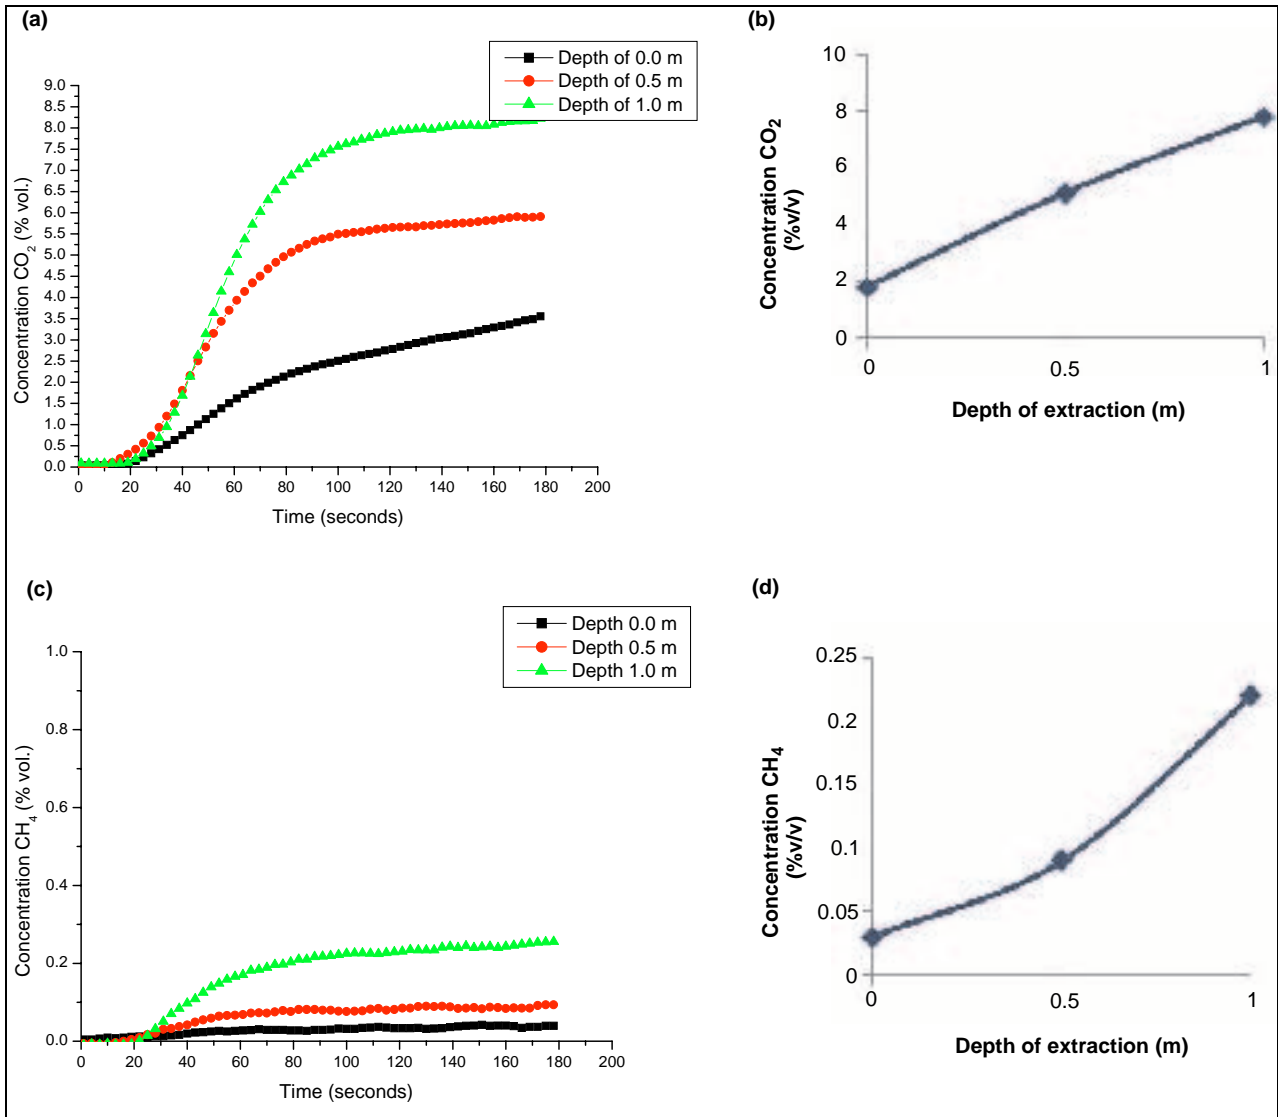 (a)
Depth of 0.0 m
Depth of 0.5 m
Depth of 1.0 m
9.0
8.5
8.0
7.5
7.0
6.5
6.0
5.5
5.0
4.5
4.0
3.5
3.0
2.5
2.0
1.5
1.0
0.5
0.0
Concentration CO2 (% vol.)
0 20 40 60 80 100 120 140 160 180 200
Time (seconds)
(b)
10
8
6
4
2
0
Concentration CO2
(%v/v)
0 0.5 1
Depth of extraction (m)
(c)
Depth 0.0 m
Depth 0.5 m
Depth 1.0 m
1.0
0.8
0.6
0.4
0.2
0.0
Concentration CH4 (% vol.)
0 20 40 60 80 100 120 140 160 180 200
Time (seconds)
(d)
0.25
0.2
0.15
0.1
0.05
0
Concentration CH4
(%v/v)
0 0.5 1
Depth of extraction (m)